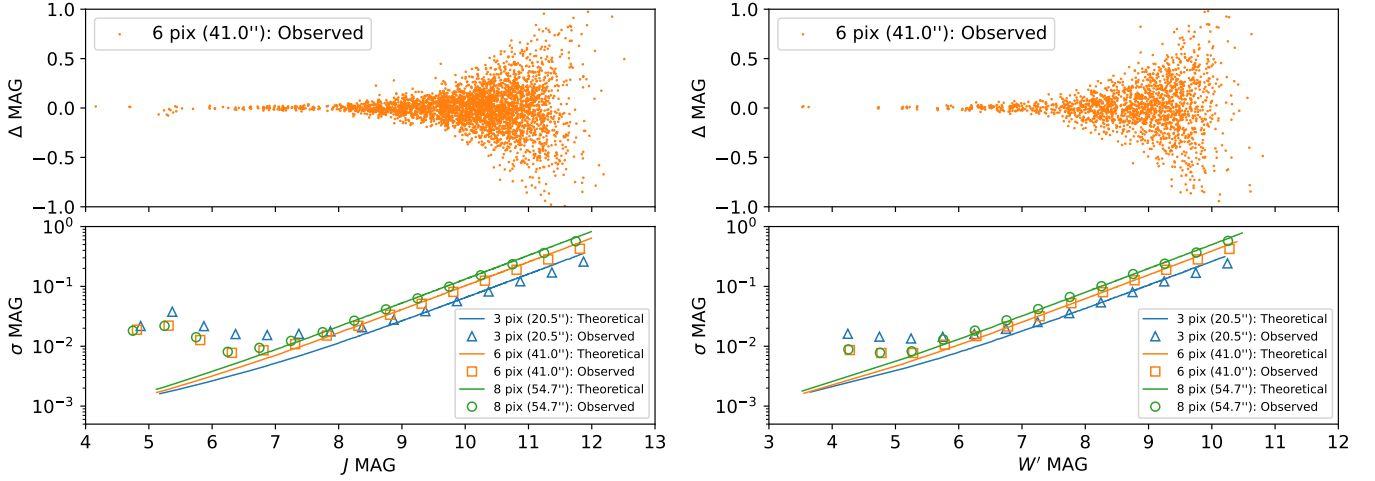 1.0
0.5
0.0
−0.5
−1.0
Δ MAG
6 pix (41.0''): Observed
10⁰
10⁻¹
10⁻²
10⁻³
σ MAG
3 pix (20.5''): Theoretical
3 pix (20.5''): Observed
6 pix (41.0''): Theoretical
6 pix (41.0''): Observed
8 pix (54.7''): Theoretical
8 pix (54.7''): Observed
4 5 6 7 8 9 10 11 12 13
J MAG
1.0
0.5
0.0
−0.5
−1.0
Δ MAG
6 pix (41.0''): Observed
10⁰
10⁻¹
10⁻²
10⁻³
σ MAG
3 pix (20.5''): Theoretical
3 pix (20.5''): Observed
6 pix (41.0''): Theoretical
6 pix (41.0''): Observed
8 pix (54.7''): Theoretical
8 pix (54.7''): Observed
3 4 5 6 7 8 9 10 11 12
W′ MAG